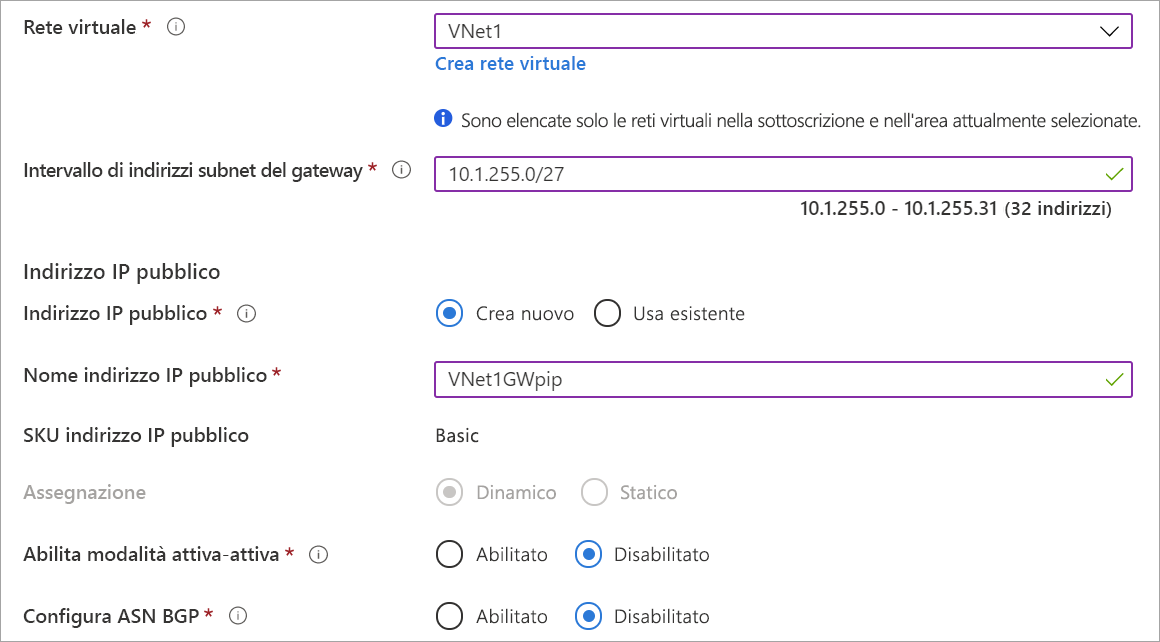 Rete virtuale *
VNet1
Crea rete virtuale
Sono elencate solo le reti virtuali nella sottoscrizione e nell'area attualmente selezionate.
Intervallo di indirizzi subnet del gateway *
10.1.255.0/27
10.1.255.0 - 10.1.255.31 (32 indirizzi)
Indirizzo IP pubblico
Indirizzo IP pubblico * Crea nuovo Usa esistente
Nome indirizzo IP pubblico *
VNet1GWpip
SKU indirizzo IP pubblico Basic
Assegnazione Dinamico Statico
Abilita modalità attiva-attiva * Abilitato Disabilitato
Configura ASN BGP * Abilitato Disabilitato